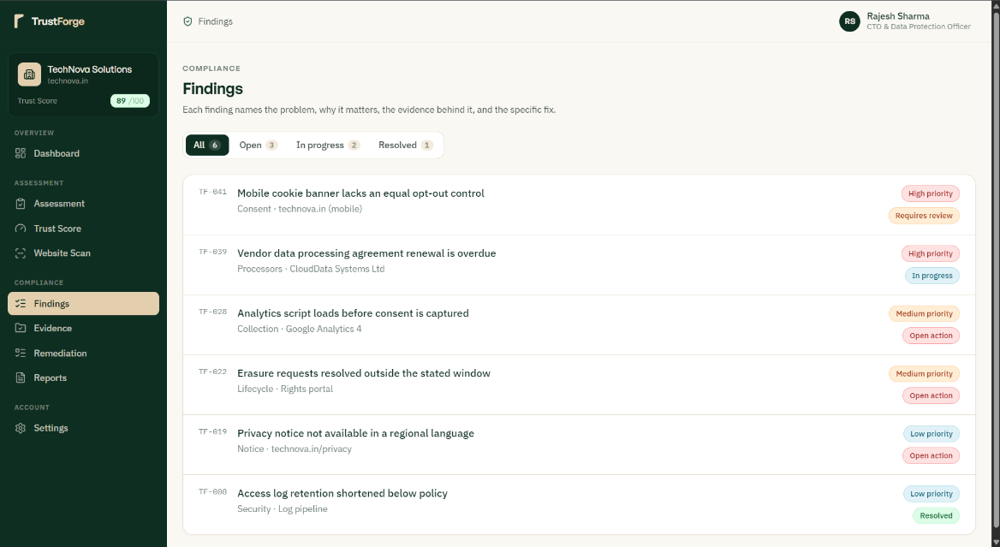 TrustForge
TechNova Solutions
technova.in
Trust Score
89 /100
OVERVIEW
Dashboard
ASSESSMENT
Assessment
Trust Score
Website Scan
COMPLIANCE
Findings
Evidence
Remediation
Reports
ACCOUNT
Settings
Findings
RS
Rajesh Sharma
CTO & Data Protection Officer
COMPLIANCE
Findings
Each finding names the problem, why it matters, the evidence behind it, and the specific fix.
All 6
Open 3
In progress 2
Resolved 1
TF-041
Mobile cookie banner lacks an equal opt-out control
Consent · technova.in (mobile)
High priority
Requires review
TF-039
Vendor data processing agreement renewal is overdue
Processors · CloudData Systems Ltd
High priority
In progress
TF-028
Analytics script loads before consent is captured
Collection · Google Analytics 4
Medium priority
Open action
TF-022
Erasure requests resolved outside the stated window
Lifecycle · Rights portal
Medium priority
Open action
TF-019
Privacy notice not available in a regional language
Notice · technova.in/privacy
Low priority
Open action
TF-008
Access log retention shortened below policy
Security · Log pipeline
Low priority
Resolved